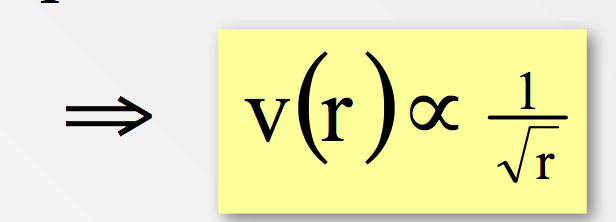 ⇒ v(r)∝ 1/√r